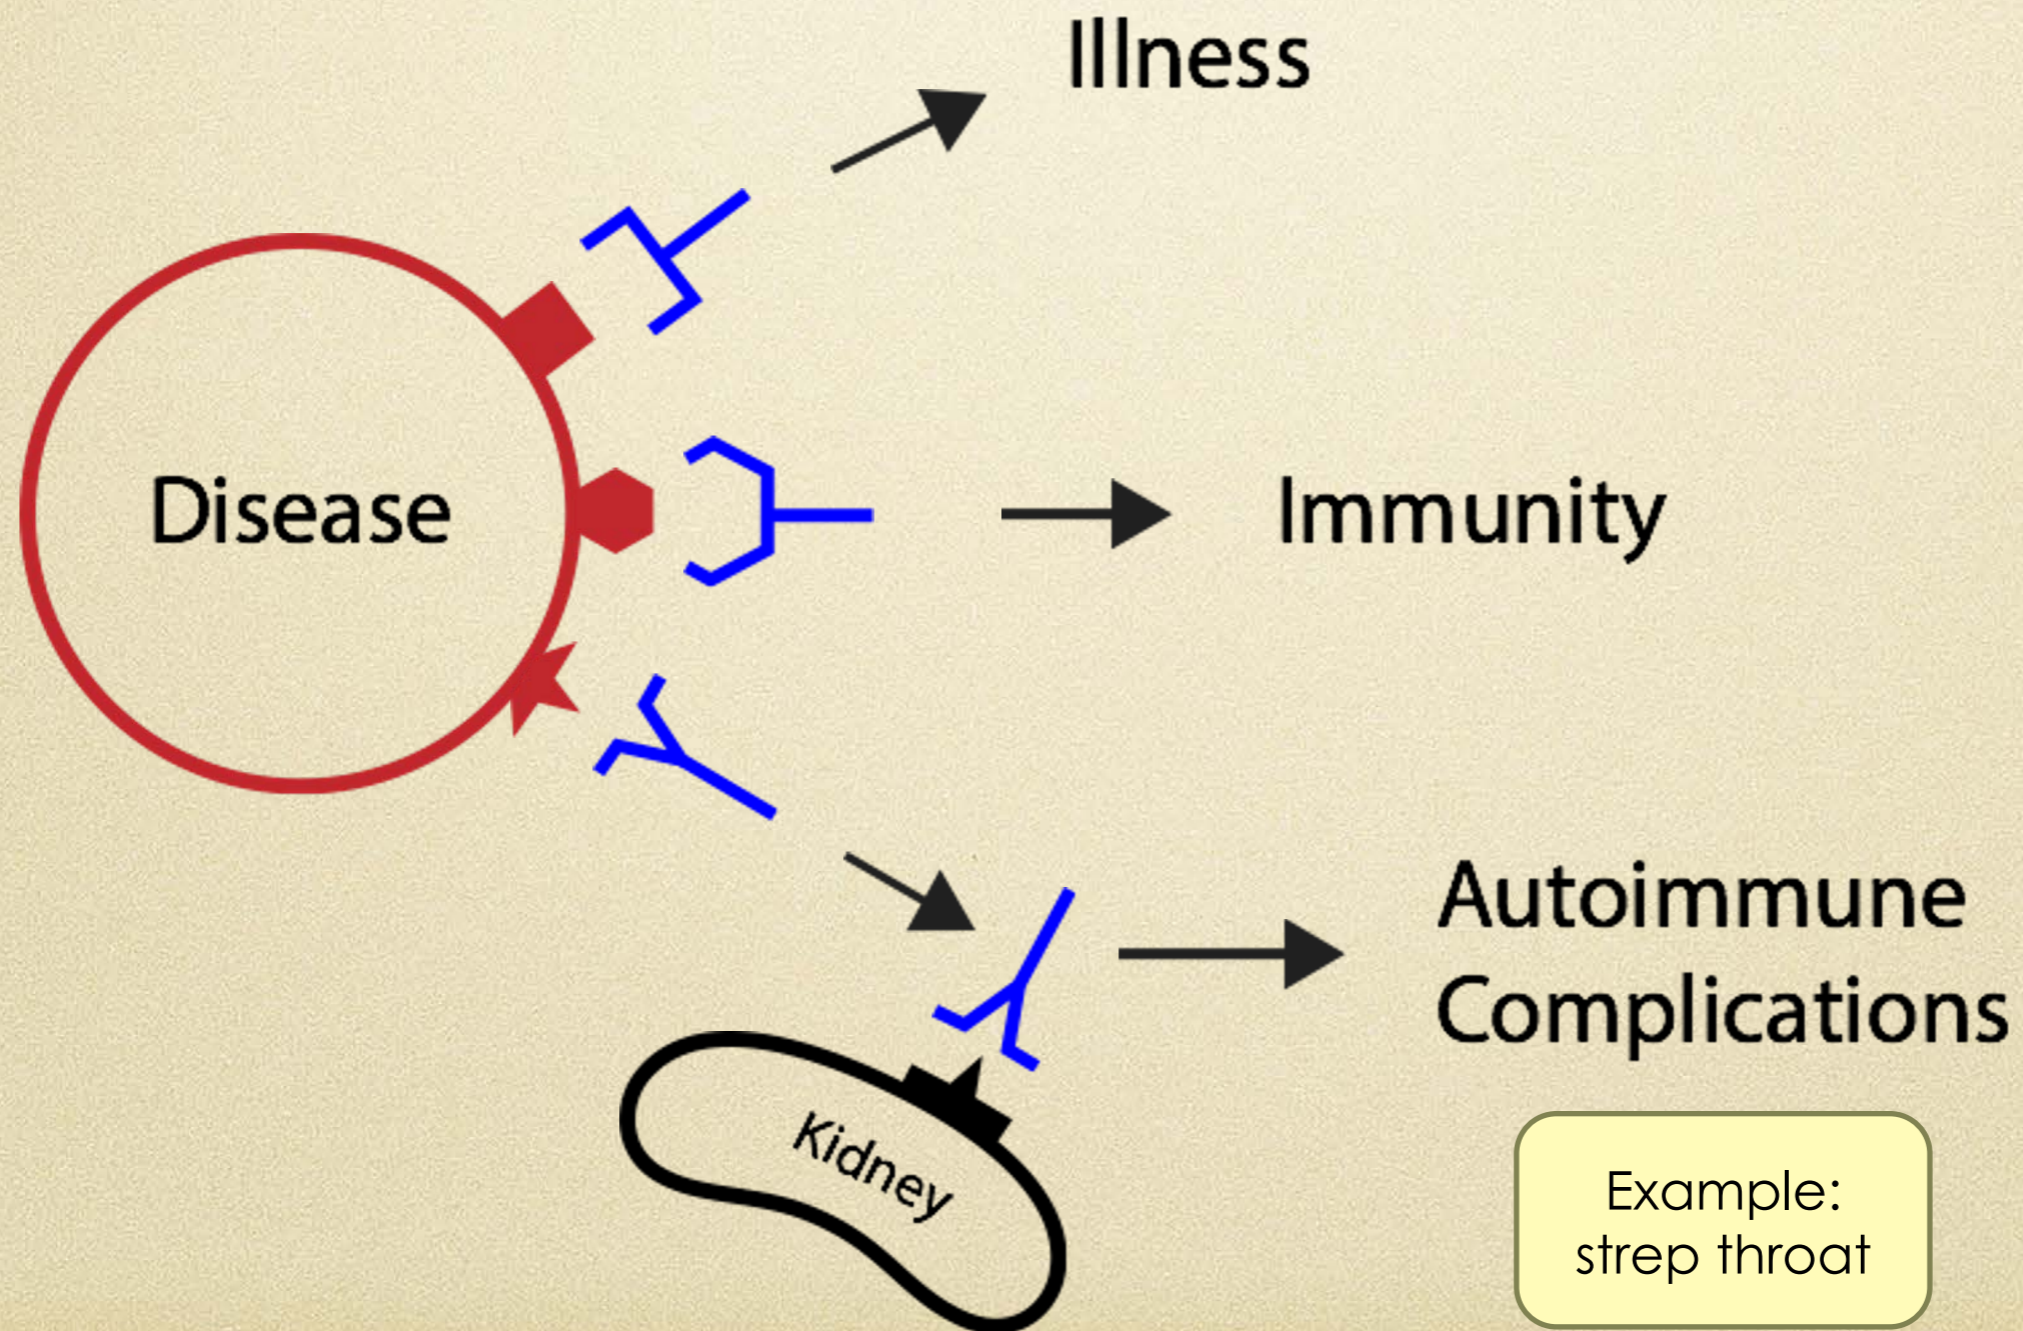 Illness
Disease
Immunity
Autoimmune
Complications
Kidney
Example:
strep throat